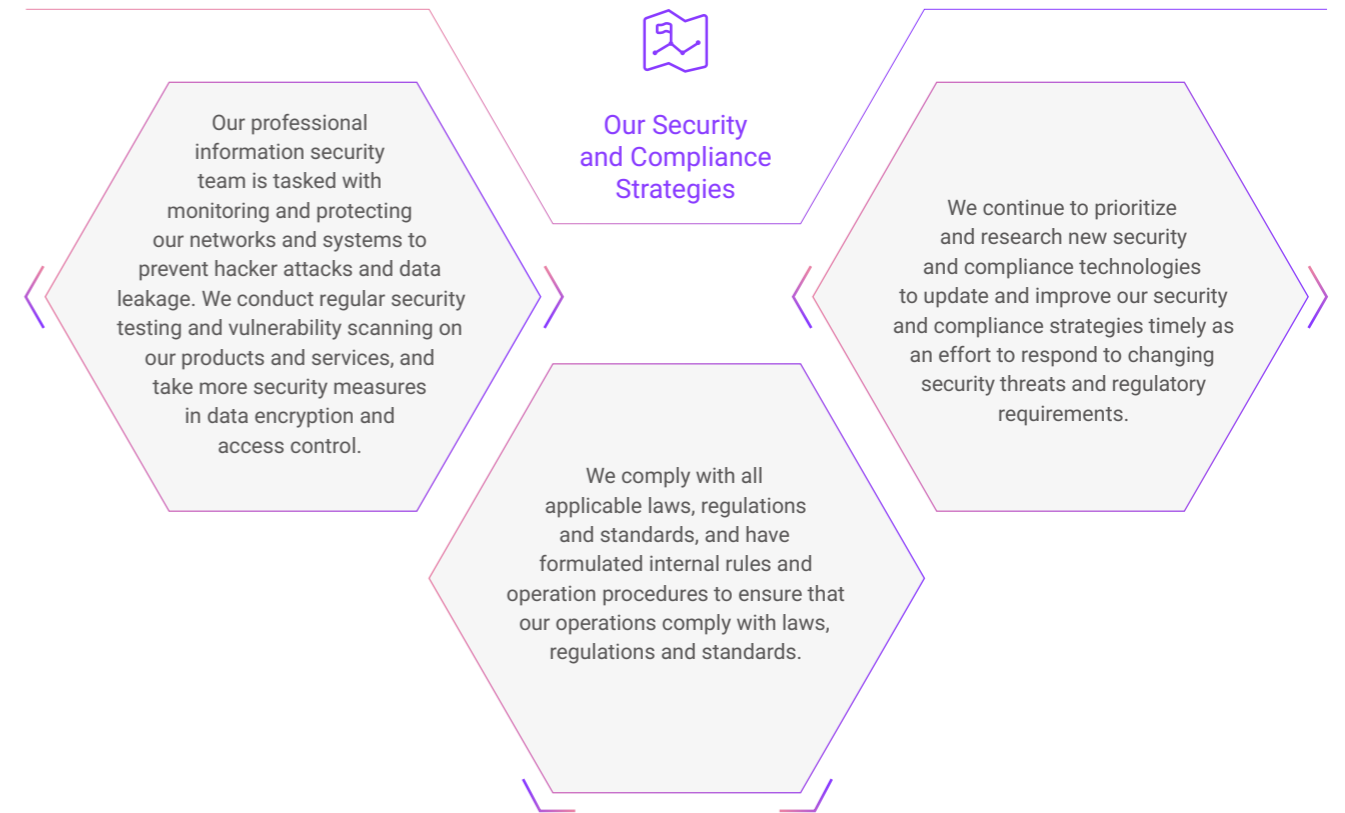 Our Security
and Compliance
Strategies
Our professional
information security
team is tasked with
monitoring and protecting
our networks and systems to
prevent hacker attacks and data
leakage. We conduct regular security
testing and vulnerability scanning on
our products and services, and
take more security measures
in data encryption and
access control.
We comply with all
applicable laws, regulations
and standards, and have
formulated internal rules and
operation procedures to ensure that
our operations comply with laws,
regulations and standards.
We continue to prioritize
and research new security
and compliance technologies
to update and improve our security
and compliance strategies timely as
an effort to respond to changing
security threats and regulatory
requirements.